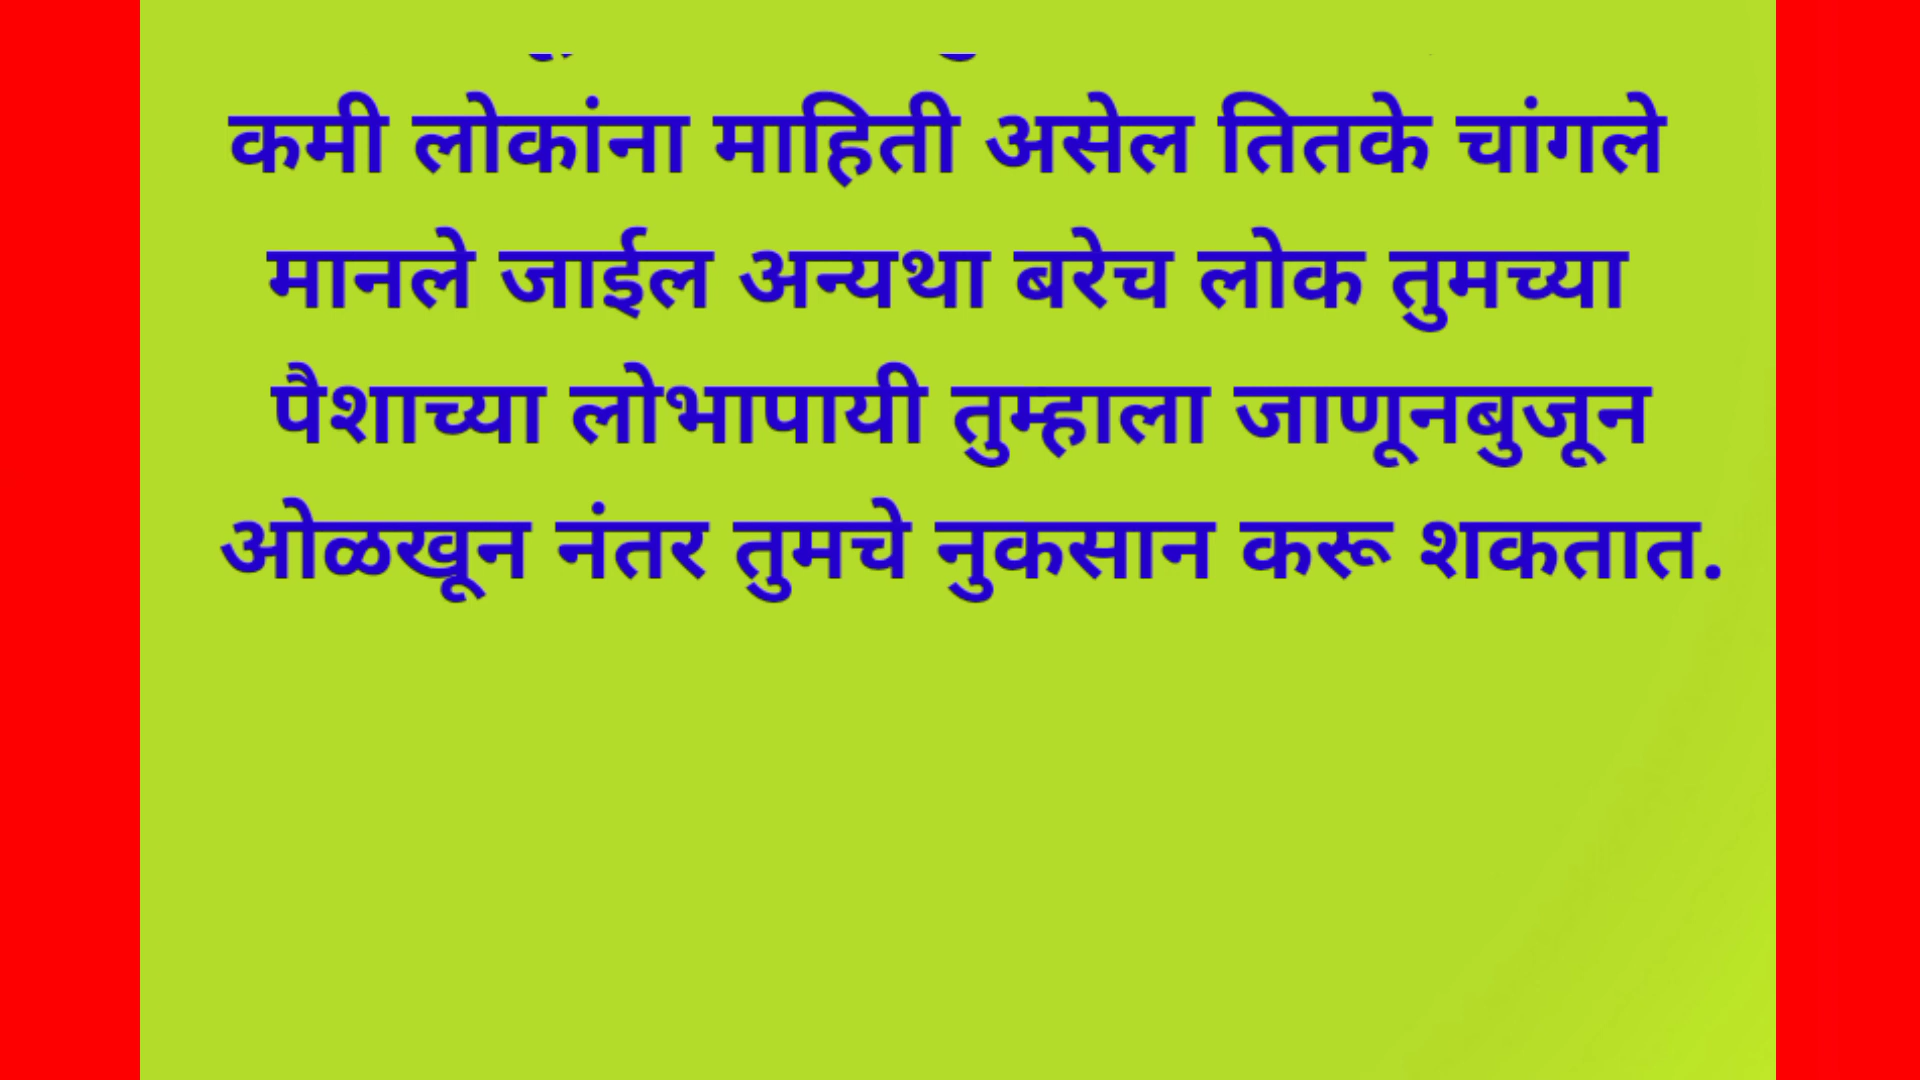 कमी लोकांना माहिती असेल तितके चांगले
मानले जाईल अन्यथा बरेच लोक तुमच्या
पैशाच्या लोभापायी तुम्हाला जाणूनबुजून
ओळखून नंतर तुमचे नुकसान करू शकतात.